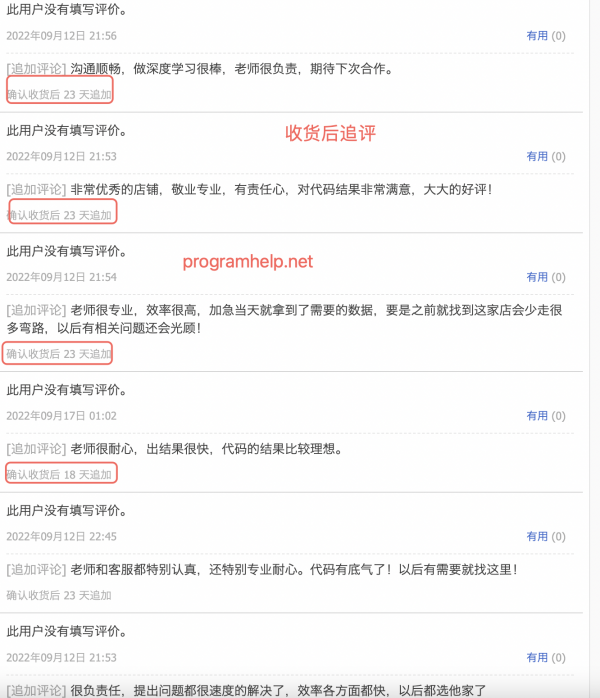 此用户没有填写评价。
2022年09月12日 21:56 有用 (0)
[追加评论] 沟通顺畅，做深度学习很棒，老师很负责，期待下次合作。
确认收货后 23 天追加
此用户没有填写评价。
收货后追评
2022年09月12日 21:53 有用 (0)
[追加评论] 非常优秀的店铺，敬业专业，有责任心，对代码结果非常满意，大大的好评！
确认收货后 23 天追加
此用户没有填写评价。
programhelp.net
2022年09月12日 21:54 有用 (0)
[追加评论] 老师很专业，效率很高，加急当天就拿到了需要的数据，要是之前就找到这家店会少走很
多弯路，以后有相关问题还会光顾！
确认收货后 23 天追加
此用户没有填写评价。
2022年09月17日 01:02 有用 (0)
[追加评论] 老师很耐心，出结果很快，代码的结果比较理想。
确认收货后 18 天追加
此用户没有填写评价。
2022年09月12日 22:45 有用 (0)
[追加评论] 老师和客服都特别认真，还特别专业耐心。代码有底气了！以后有需要就找这里！
确认收货后 23 天追加
此用户没有填写评价。
2022年09月12日 21:53 有用 (0)
[追加评论] 很负责任，提出问题都很速度的解决了，效率各方面都快，以后都选他家了